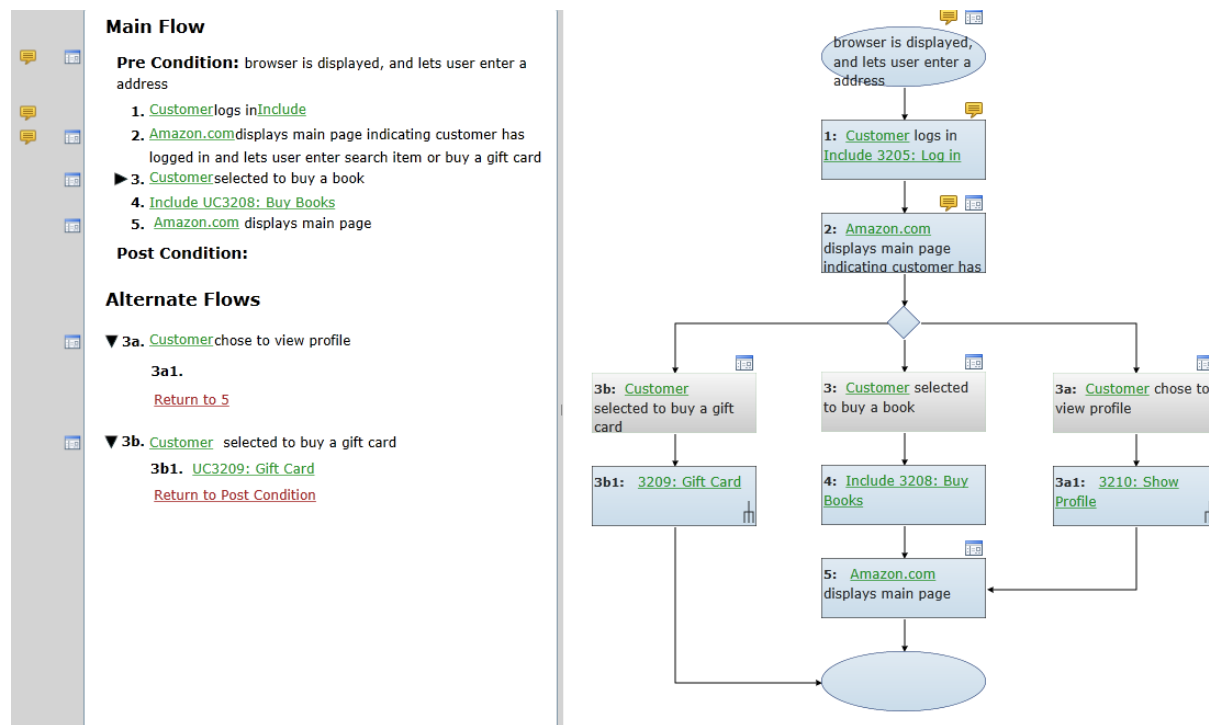 Main Flow
Pre Condition: browser is displayed, and lets user enter a
address
1. Customerlogs inInclude
2. Amazon.comdisplays main page indicating customer has
logged in and lets user enter search item or buy a gift card
3. Customerselected to buy a book
4. Include UC3208: Buy Books
5. Amazon.com displays main page
Post Condition:
Alternate Flows
3a. Customerchose to view profile
3a1.
Return to 5
3b. Customer selected to buy a gift card
3b1. UC3209: Gift Card
Return to Post Condition
browser is displayed,
and lets user enter a
address
1: Customer logs in
Include 3205: Log in
2: Amazon.com
displays main page
indicating customer has
3b: Customer
selected to buy a gift
card
3: Customer selected
to buy a book
3a: Customer chose to
view profile
3b1: 3209: Gift Card
4: Include 3208: Buy
Books
3a1: 3210: Show
Profile
5: Amazon.com
displays main page